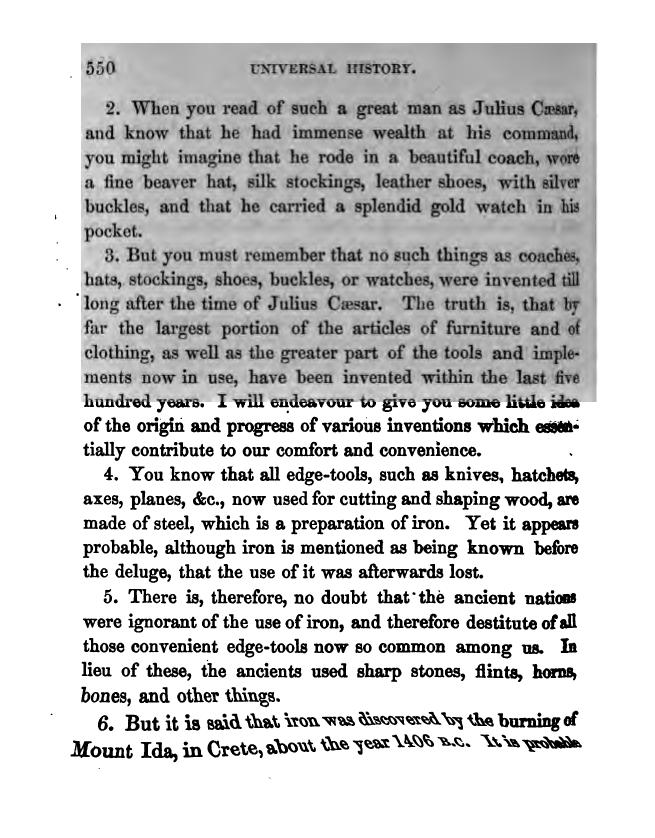 550 UNIVERSAL HISTORY.
2. When you read of such a great man as Julius Cæsar,
and know that he had immense wealth at his command,
you might imagine that he rode in a beautiful coach, wore
a fine beaver hat, silk stockings, leather shoes, with silver
buckles, and that he carried a splendid gold watch in his
pocket.
3. But you must remember that no such things as coaches,
hats, stockings, shoes, buckles, or watches, were invented till
long after the time of Julius Cæsar. The truth is, that by
far the largest portion of the articles of furniture and of
clothing, as well as the greater part of the tools and imple-
ments now in use, have been invented within the last five
hundred years. I will endeavour to give you some little idea
of the origin and progress of various inventions which essen-
tially contribute to our comfort and convenience.
4. You know that all edge-tools, such as knives, hatchets,
axes, planes, &c., now used for cutting and shaping wood, are
made of steel, which is a preparation of iron. Yet it appears
probable, although iron is mentioned as being known before
the deluge, that the use of it was afterwards lost.
5. There is, therefore, no doubt that the ancient nations
were ignorant of the use of iron, and therefore destitute of all
those convenient edge-tools now so common among us. In
lieu of these, the ancients used sharp stones, flints, horns,
bones, and other things.
6. But it is said that iron was discovered by the burning of
Mount Ida, in Crete, about the year 1406 B.C. It is probable